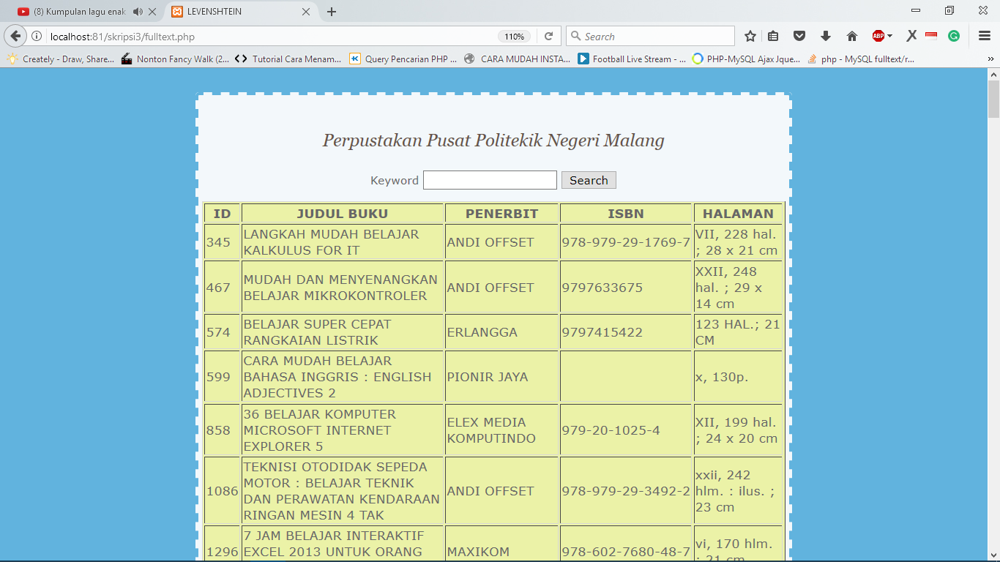 (8) Kumpulan lagu enak
LEVENSHTEIN
localhost:81/skripsi3/fulltext.php
110%
Search
ABP
Creately - Draw, Share...
Nonton Fancy Walk (2...
Tutorial Cara Menam...
Query Pencarian PHP ...
CARA MUDAH INSTA...
Football Live Stream - ...
PHP-MySQL Ajax Jque...
php - MySQL fulltext/r...
Perpustakan Pusat Politekik Negeri Malang
Keyword
Search
ID JUDUL BUKU PENERBIT ISBN HALAMAN
345 LANGKAH MUDAH BELAJAR KALKULUS FOR IT ANDI OFFSET 978-979-29-1769-7 VII, 228 hal. ; 28 x 21 cm
467 MUDAH DAN MENYENANGKAN BELAJAR MIKROKONTROLER ANDI OFFSET 9797633675 XXII, 248 hal. ; 29 x 14 cm
574 BELAJAR SUPER CEPAT RANGKAIAN LISTRIK ERLANGGA 9797415422 123 HAL.; 21 CM
599 CARA MUDAH BELAJAR BAHASA INGGRIS : ENGLISH ADJECTIVES 2 PIONIR JAYA x, 130p.
858 36 BELAJAR KOMPUTER MICROSOFT INTERNET EXPLORER 5 ELEX MEDIA KOMPUTINDO 979-20-1025-4 XII, 199 hal. ; 24 x 20 cm
1086 TEKNISI OTODIDAK SEPEDA MOTOR : BELAJAR TEKNIK DAN PERAWATAN KENDARAAN RINGAN MESIN 4 TAK ANDI OFFSET 978-979-29-3492-2 xxii, 242 hlm. : ilus. ; 23 cm
1296 7 JAM BELAJAR INTERAKTIF EXCEL 2013 UNTUK ORANG MAXIKOM 978-602-7680-48-7 vi, 170 hlm. ; 21 cm